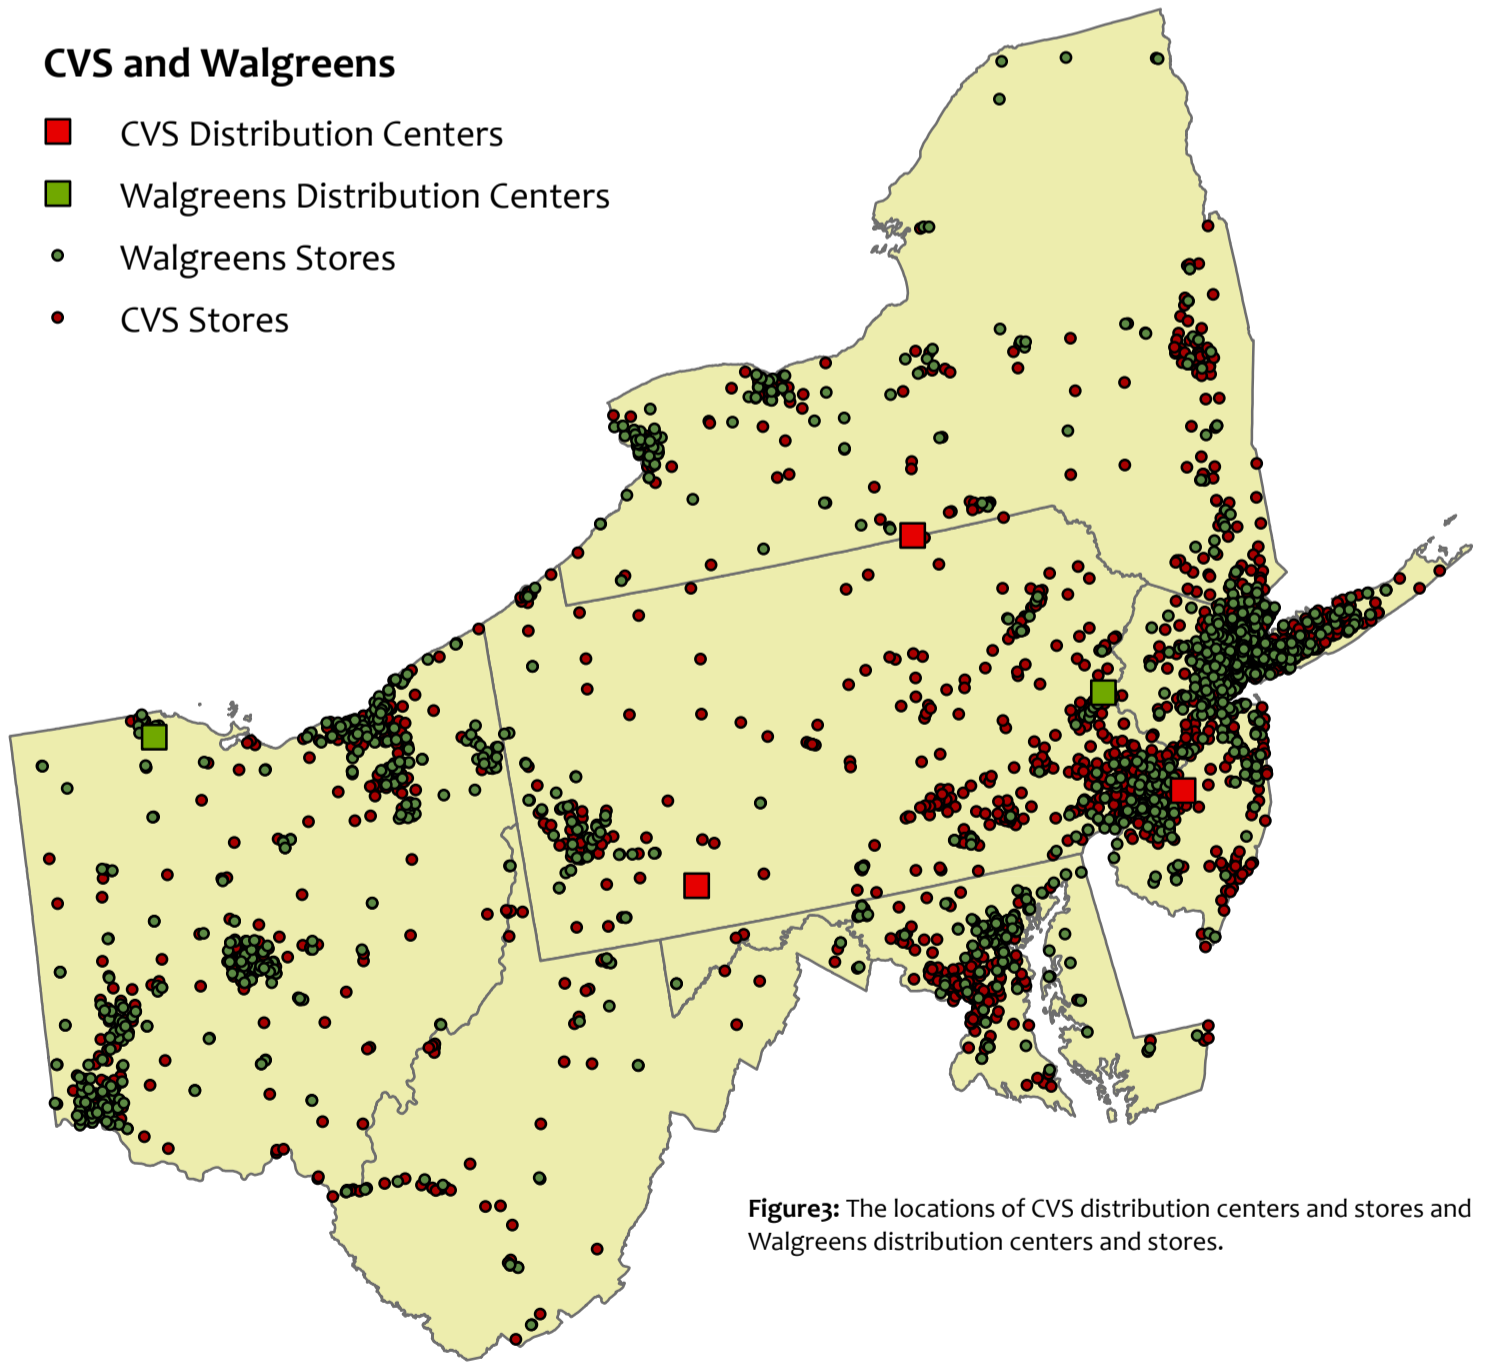 CVS and Walgreens
CVS Distribution Centers
Walgreens Distribution Centers
Walgreens Stores
CVS Stores
Figure3: The locations of CVS distribution centers and stores and
Walgreens distribution centers and stores.